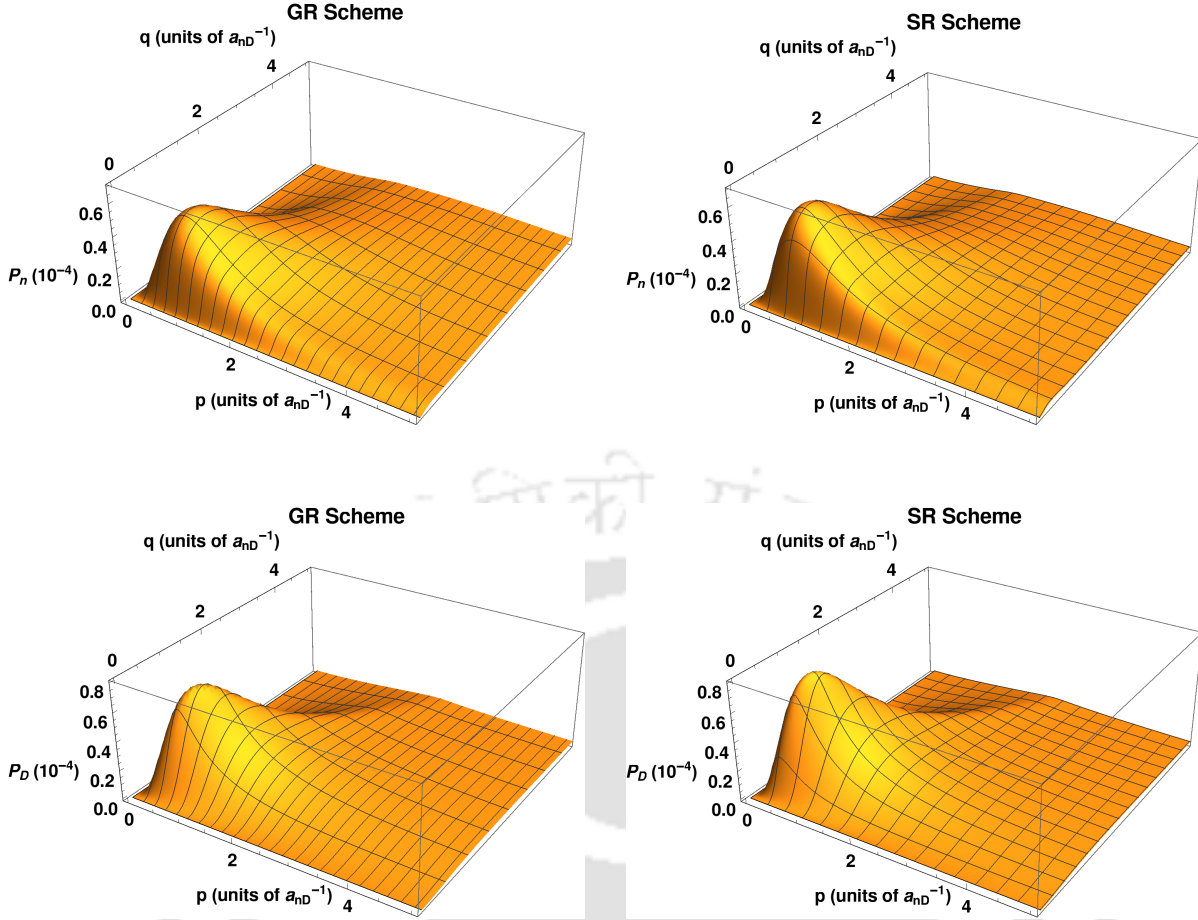 GR Scheme
q (units of a_nD^−1)
4
2
0
0.6
0.4
P_n (10^−4)
0.2
0.0
0
2
p (units of a_nD^−1)
4
SR Scheme
q (units of a_nD^−1)
4
2
0
0.6
0.4
P_n (10^−4)
0.2
0.0
0
2
p (units of a_nD^−1)
4
GR Scheme
q (units of a_nD^−1)
4
2
0
0.8
0.6
0.4
P_D (10^−4)
0.2
0.0
0
2
p (units of a_nD^−1)
4
SR Scheme
q (units of a_nD^−1)
4
2
0
0.8
0.6
0.4
P_D (10^−4)
0.2
0.0
0
2
p (units of a_nD^−1)
4